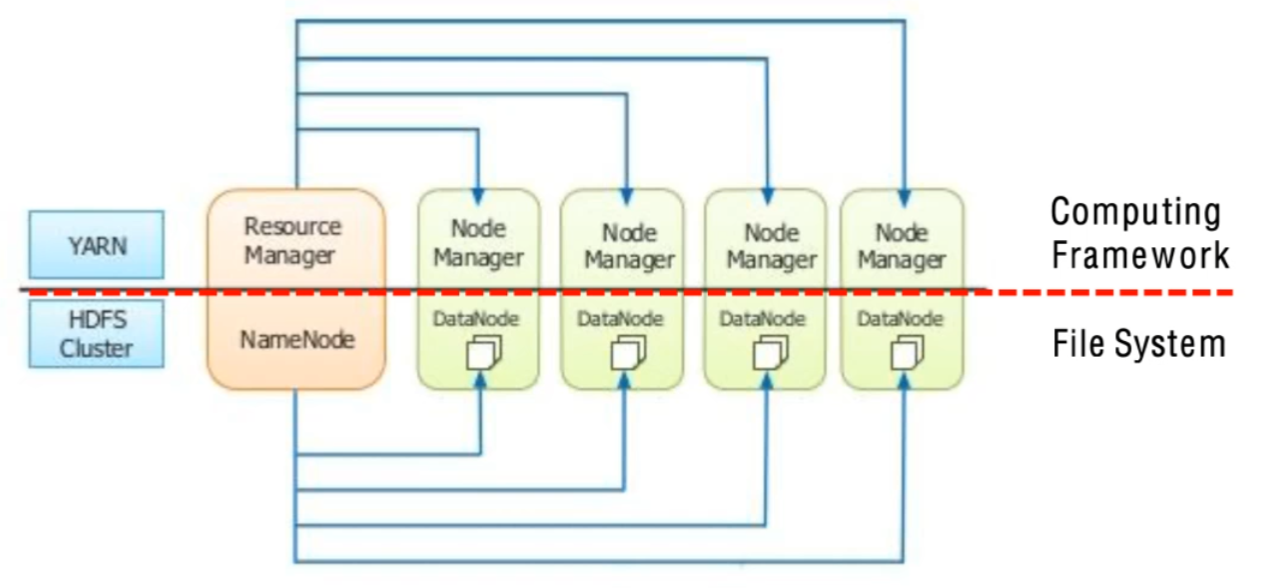 YARN
Resource
Manager
Node
Manager
Node
Manager
Node
Manager
Node
Manager
Computing
Framework
HDFS
Cluster
NameNode
DataNode
DataNode
DataNode
DataNode
File System